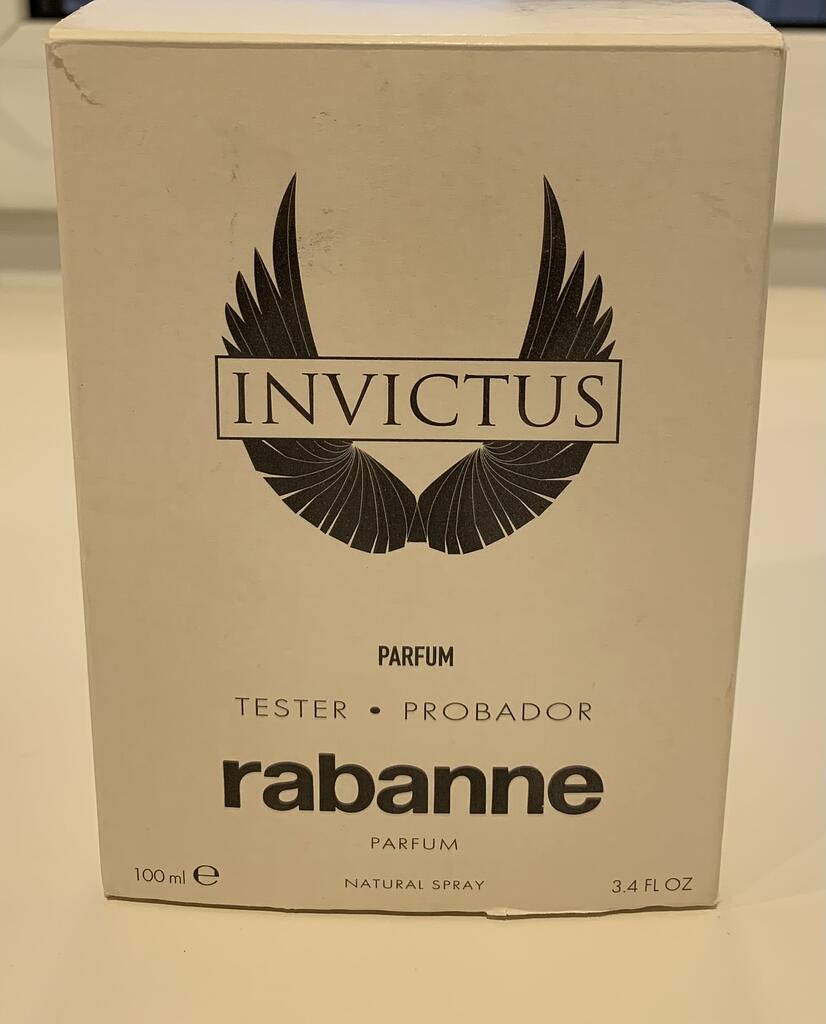 INVICTUS
PARFUM
TESTER • PROBADOR
rabanne
PARFUM
100 ml ℮ NATURAL SPRAY 3.4 FL OZ